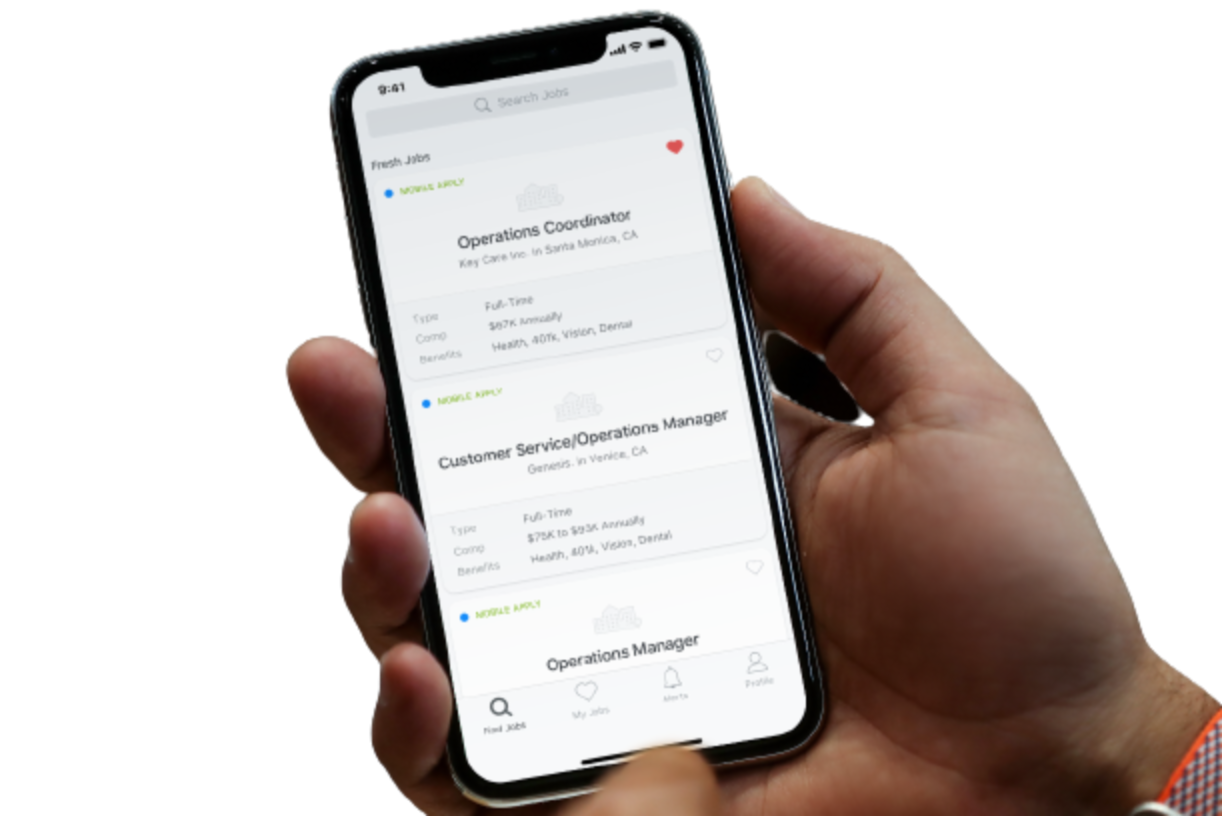 9:41
Search Jobs
Fresh Jobs
MOBILE APPLY
Operations Coordinator
Key Care Inc. in Santa Monica, CA
Type Full-Time
Comp $67K Annually
Benefits Health, 401k, Vision, Dental
MOBILE APPLY
Customer Service/Operations Manager
Genesis. in Venice, CA
Type Full-Time
Comp $75K to $93K Annually
Benefits Health, 401k, Vision, Dental
MOBILE APPLY
Operations Manager
Find Jobs My Jobs Alerts Profile